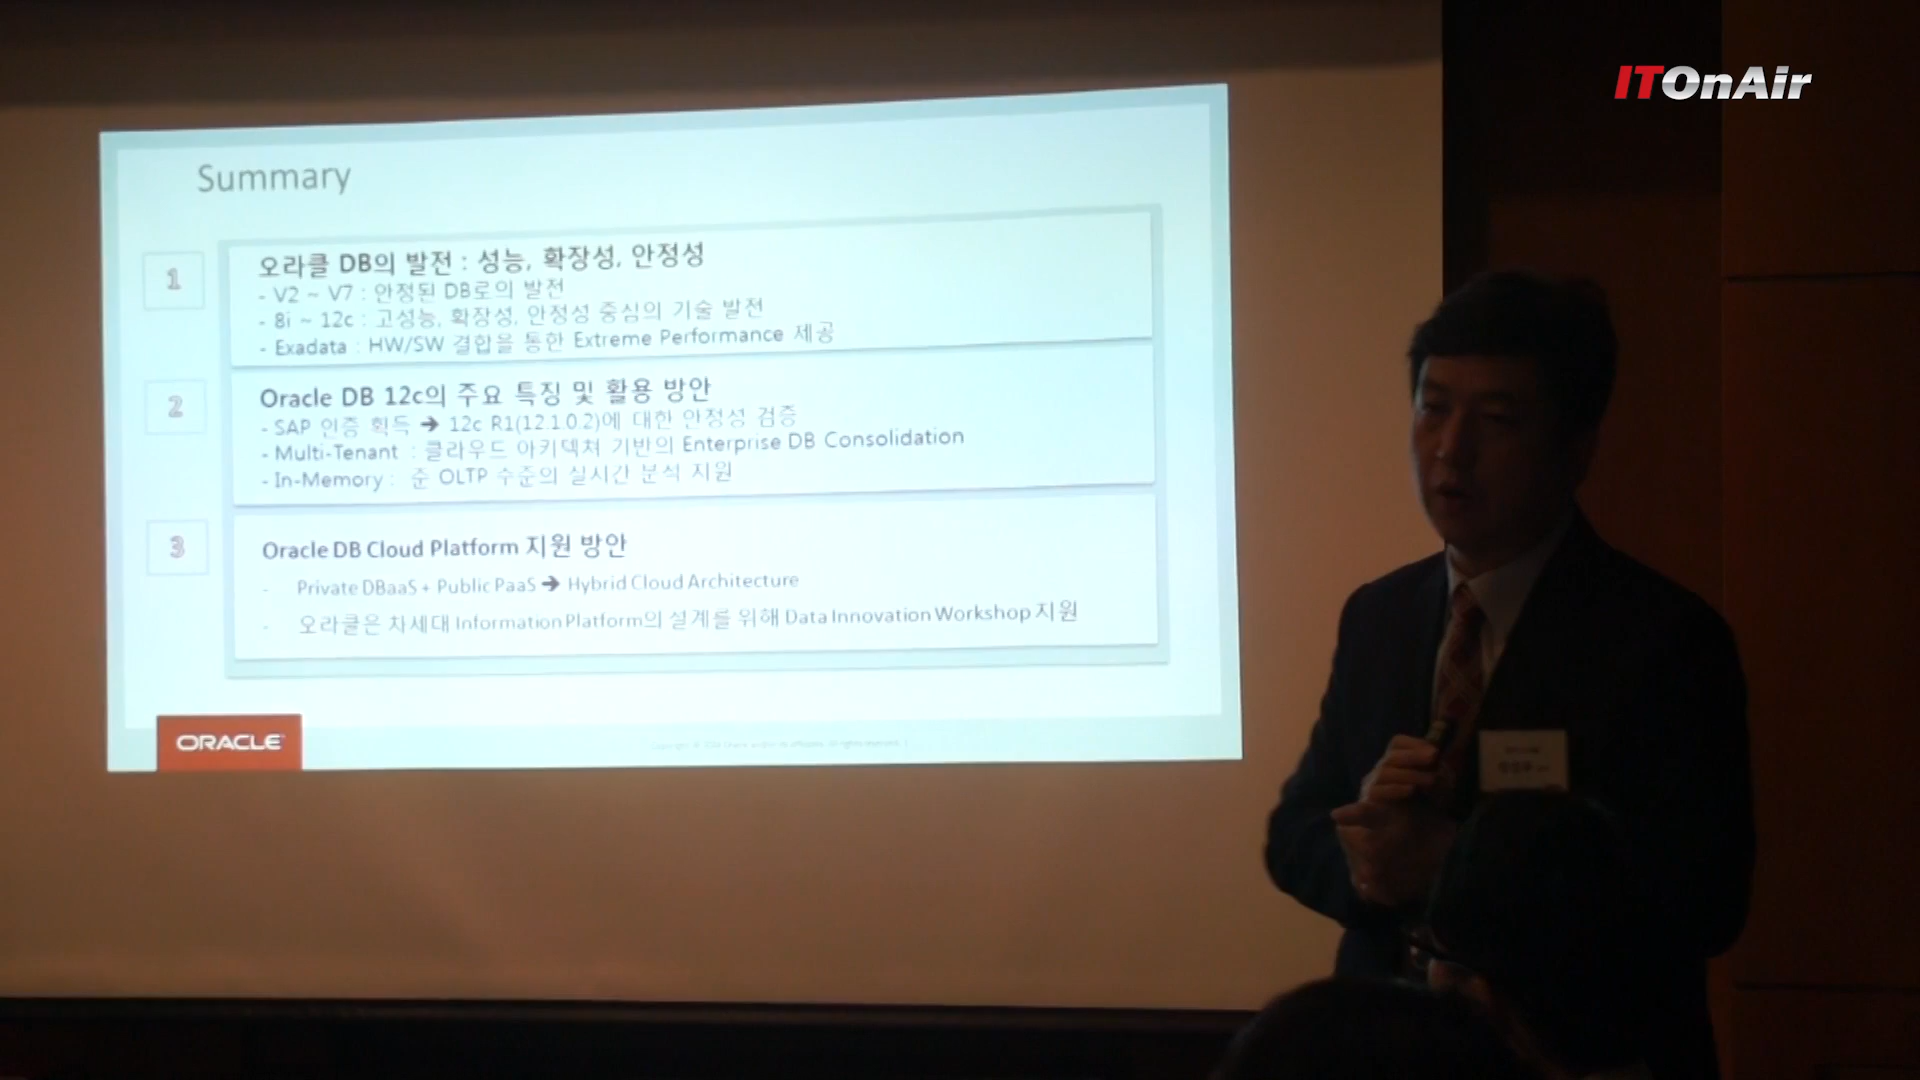 ITOnAir
Summary
1
오라클 DB의 발전 : 성능, 확장성, 안정성
- V2 ~ V7 : 안정된 DB로의 발전
- 8i ~ 12c : 고성능, 확장성, 안정성 중심의 기술 발전
- Exadata : HW/SW 결합을 통한 Extreme Performance 제공
2
Oracle DB 12c의 주요 특징 및 활용 방안
- SAP 인증 획득 ➔ 12c R1(12.1.0.2)에 대한 안정성 검증
- Multi-Tenant : 클라우드 아키텍처 기반의 Enterprise DB Consolidation
- In-Memory : 준 OLTP 수준의 실시간 분석 지원
3
Oracle DB Cloud Platform 지원 방안
- Private DBaaS + Public PaaS ➔ Hybrid Cloud Architecture
- 오라클은 차세대 Information Platform의 설계를 위해 Data Innovation Workshop 지원
ORACLE